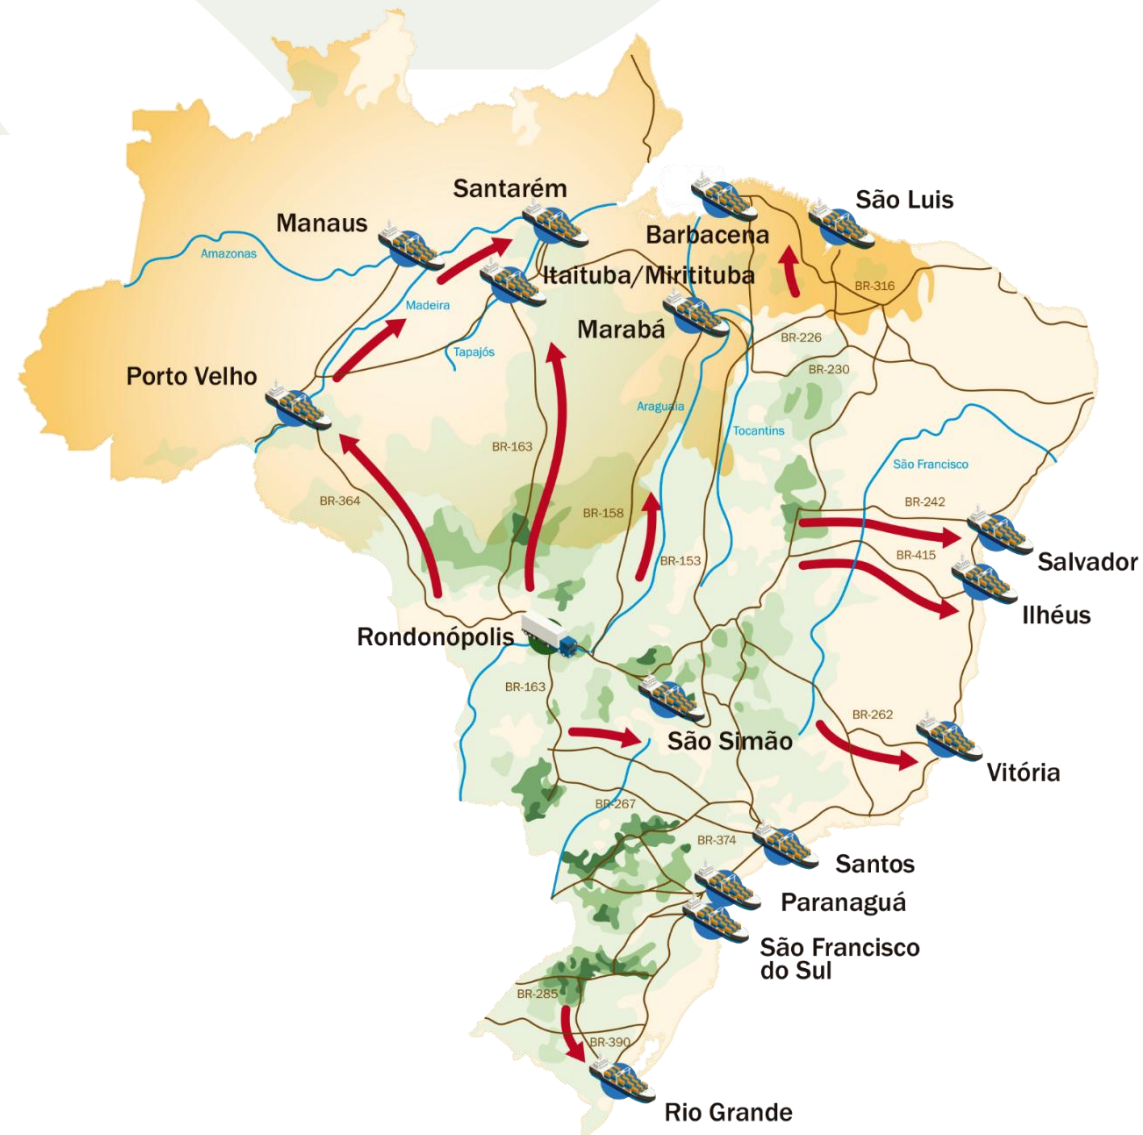 Santarém
São Luis
Manaus
Barbacena
Amazonas
Itaituba/Miritituba
BR-316
Madeira
Marabá
BR-226
Tapajós
BR-230
Porto Velho
Araguaia
Tocantins
BR-163
São Francisco
BR-364
BR-242
BR-158
BR-415
BR-153
Salvador
Ilhéus
Rondonópolis
BR-163
BR-262
São Simão
Vitória
BR-267
BR-374
Santos
Paranaguá
São Francisco
do Sul
BR-285
BR-390
Rio Grande